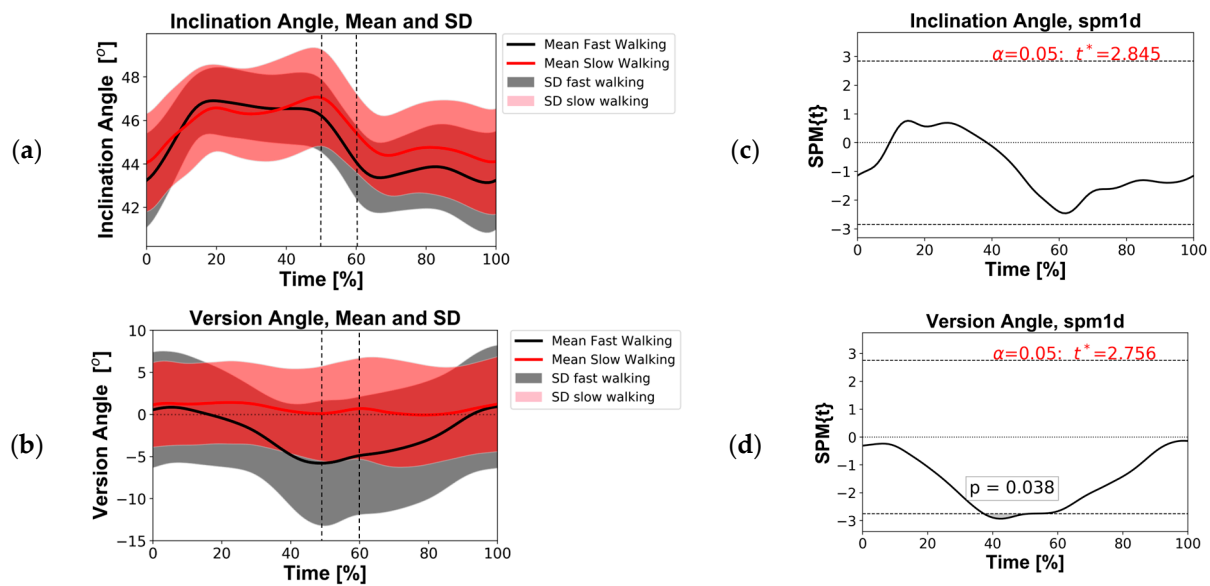 (a)
Inclination Angle, Mean and SD
Inclination Angle [°]
48
46
44
42
0 20 40 60 80 100
Time [%]
Mean Fast Walking
Mean Slow Walking
SD fast walking
SD slow walking
(c)
Inclination Angle, spm1d
α=0.05: t*=2.845
SPM{t}
3
2
1
0
−1
−2
−3
0 20 40 60 80 100
Time [%]
(b)
Version Angle, Mean and SD
Version Angle [°]
10
5
0
−5
−10
−15
0 20 40 60 80 100
Time [%]
Mean Fast Walking
Mean Slow Walking
SD fast walking
SD slow walking
(d)
Version Angle, spm1d
α=0.05: t*=2.756
SPM{t}
3
2
1
0
−1
−2
−3
p = 0.038
0 20 40 60 80 100
Time [%]